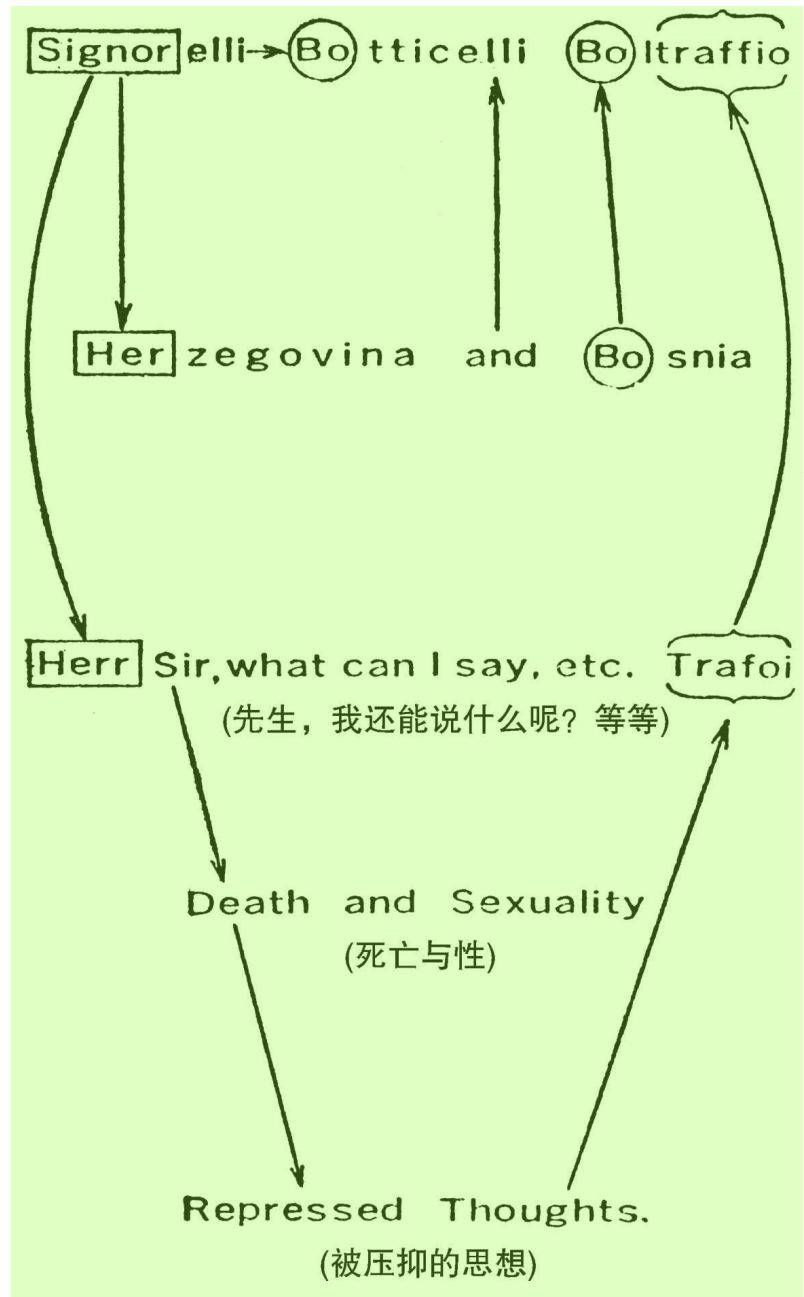 Signorelli Botticelli Boltraffio
Herzegovina and Bosnia
Herr Sir, what can I say, etc. Trafoi
(先生，我还能说什么呢？等等)
Death and Sexuality
(死亡与性)
Repressed Thoughts.
(被压抑的思想)